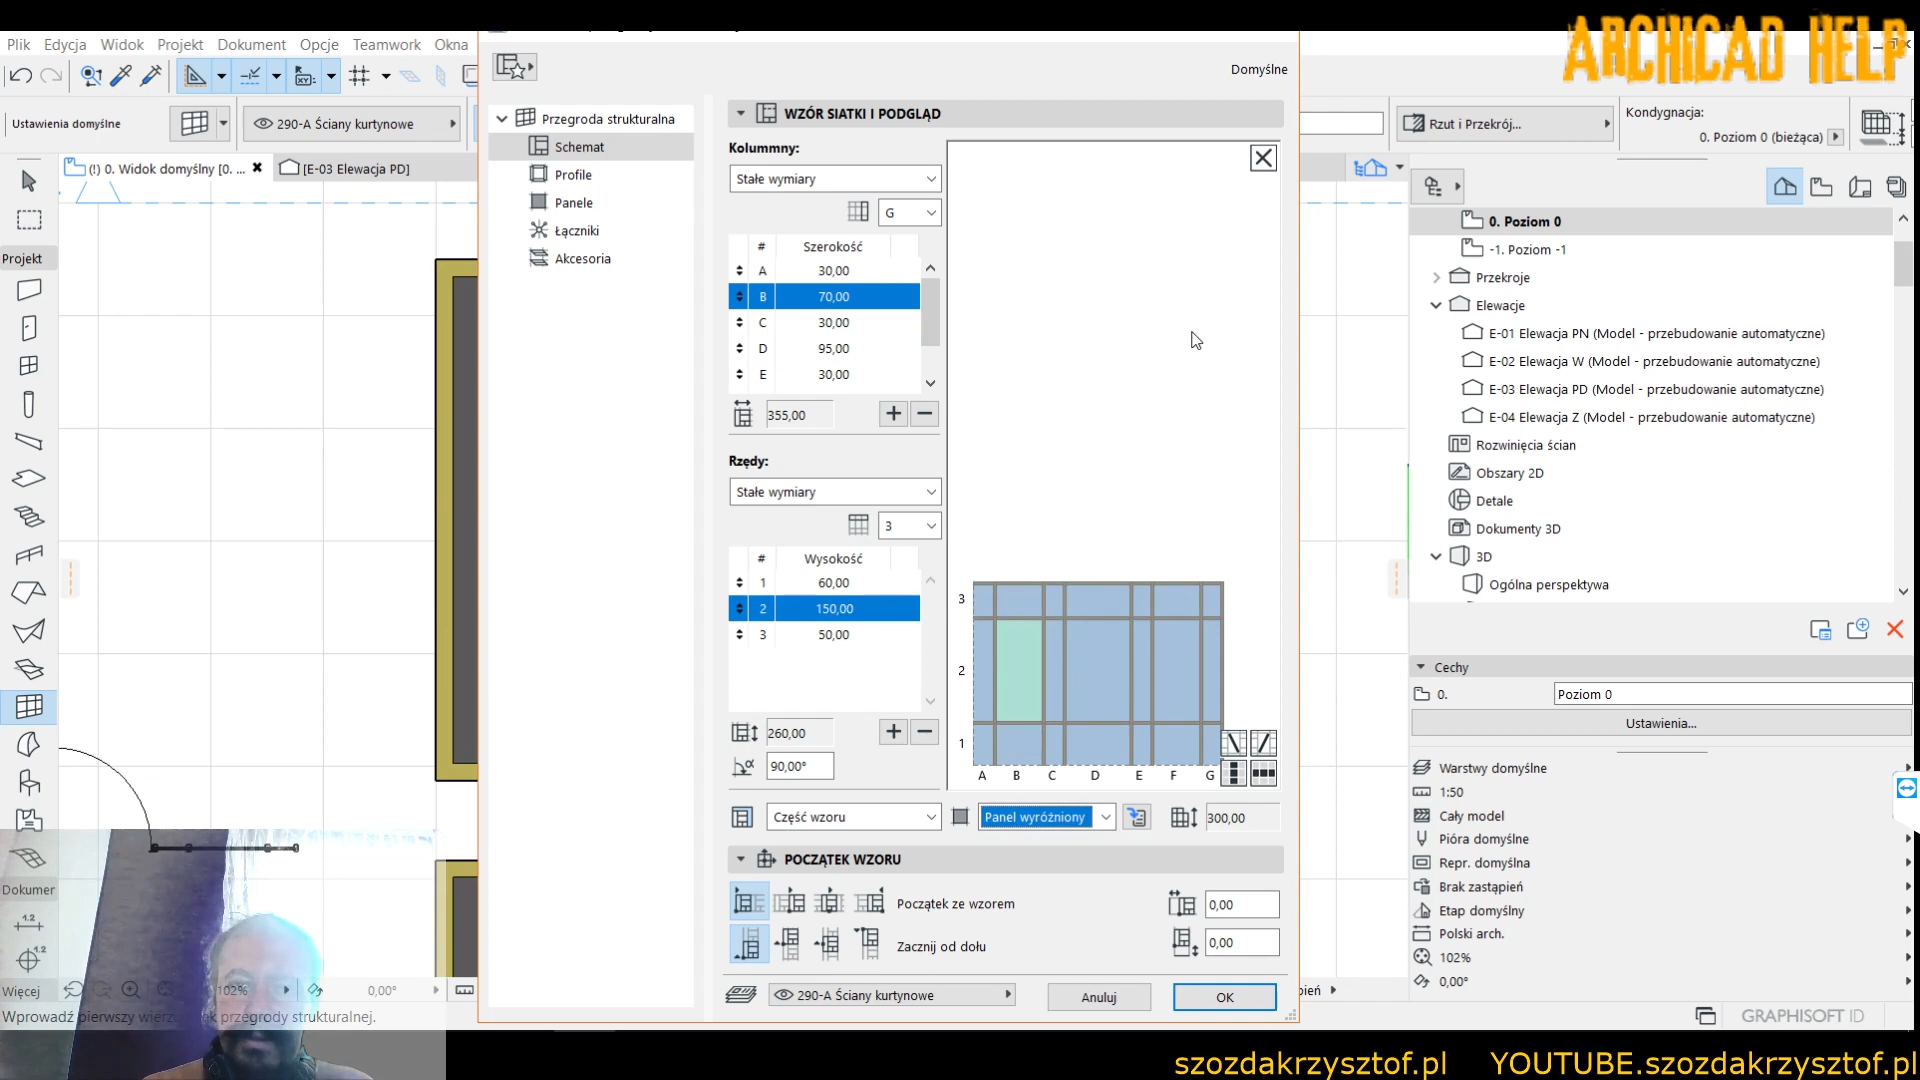 ARCHICAD HELP
Plik Edycja Widok Projekt Dokument Opcje Teamwork Okna
Domyślne
Ustawienia domyślne
290-A Ściany kurtynowe
Rzut i Przekrój...
Kondygnacja:
0. Poziom 0 (bieżąca)
(!) 0. Widok domyślny [0. ...
[E-03 Elewacja PD]
Projekt
Przegroda strukturalna
Schemat
Profile
Panele
Łączniki
Akcesoria
WZÓR SIATKI I PODGLĄD
Kolummny:
Stałe wymiary
G
# Szerokość
A 30,00
B 70,00
C 30,00
D 95,00
E 30,00
355,00
Rzędy:
Stałe wymiary
3
# Wysokość
1 60,00
2 150,00
3 50,00
260,00
90,00°
3
2
1
A B C D E F G
Część wzoru
Panel wyróżniony
300,00
POCZĄTEK WZORU
Początek ze wzorem
0,00
Zacznij od dołu
0,00
290-A Ściany kurtynowe
Anuluj
OK
0. Poziom 0
-1. Poziom -1
Przekroje
Elewacje
E-01 Elewacja PN (Model - przebudowanie automatyczne)
E-02 Elewacja W (Model - przebudowanie automatyczne)
E-03 Elewacja PD (Model - przebudowanie automatyczne)
E-04 Elewacja Z (Model - przebudowanie automatyczne)
Rozwinięcia ścian
Obszary 2D
Detale
Dokumenty 3D
3D
Ogólna perspektywa
Cechy
0. Poziom 0
Ustawienia...
Warstwy domyślne
1:50
Cały model
Pióra domyślne
Repr. domyślna
Brak zastąpień
Etap domyślny
Polski arch.
102%
0,00°
Dokumer
1.2
1.2
Więcej
102%
0,00°
Wprowadź pierwszy przegrody strukturalnej.
GRAPHISOFT ID
szozdakrzysztof.pl YOUTUBE.szozdakrzysztof.pl